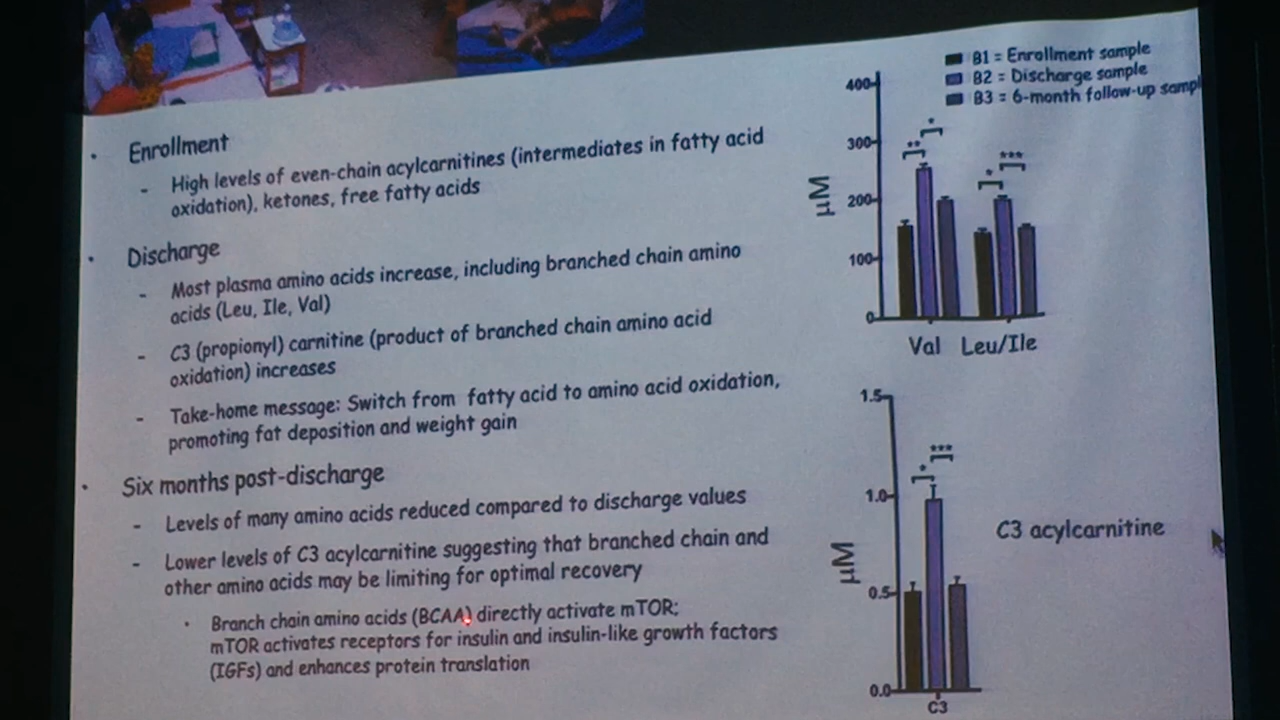 • Enrollment
- High levels of even-chain acylcarnitines (intermediates in fatty acid
oxidation), ketones, free fatty acids
• Discharge
- Most plasma amino acids increase, including branched chain amino
acids (Leu, Ile, Val)
- C3 (propionyl) carnitine (product of branched chain amino acid
oxidation) increases
- Take-home message: Switch from fatty acid to amino acid oxidation,
promoting fat deposition and weight gain
• Six months post-discharge
- Levels of many amino acids reduced compared to discharge values
- Lower levels of C3 acylcarnitine suggesting that branched chain and
other amino acids may be limiting for optimal recovery
• Branch chain amino acids (BCAA) directly activate mTOR;
mTOR activates receptors for insulin and insulin-like growth factors
(IGFs) and enhances protein translation
B1 = Enrollment sample
B2 = Discharge sample
B3 = 6-month follow-up
400
300
200
100
0
µM
** *
* ***
Val Leu/Ile
1.5
1.0
0.5
0.0
µM
* ***
C3
C3 acylcarnitine